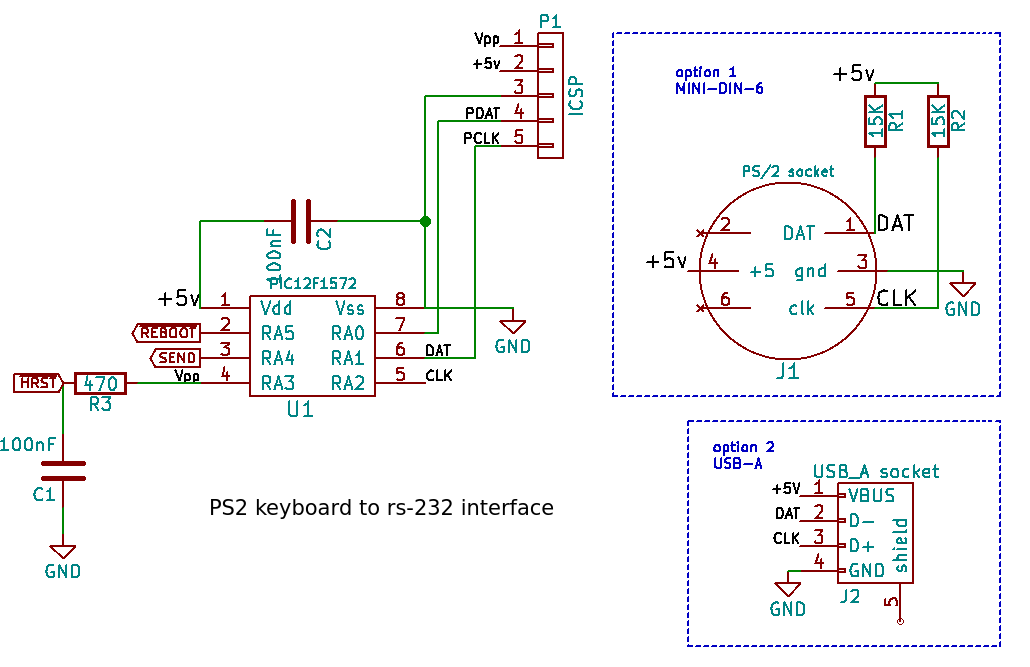 P1
Vpp 1
+5v 2
3
PDAT 4
PCLK 5
ICSP
100nF
C2
PIC12F1572
+5v 1 Vdd Vss 8
GND
REBOOT 2 RA5 RA0 7
SEND 3 RA4 RA1 6 DAT
Vpp 4 RA3 RA2 5 CLK
U1
HRST 470
R3
100nF
C1
GND
PS2 keyboard to rs-232 interface
option 1
MINI-DIN-6
+5v
15K R1
15K R2
PS/2 socket
2 DAT 1 DAT
+5v 4 +5 gnd 3
6 clk 5 CLK
GND
J1
option 2
USB-A
USB_A socket
+5V 1 VBUS
DAT 2 D-
CLK 3 D+
4 GND
shield
GND
J2
5